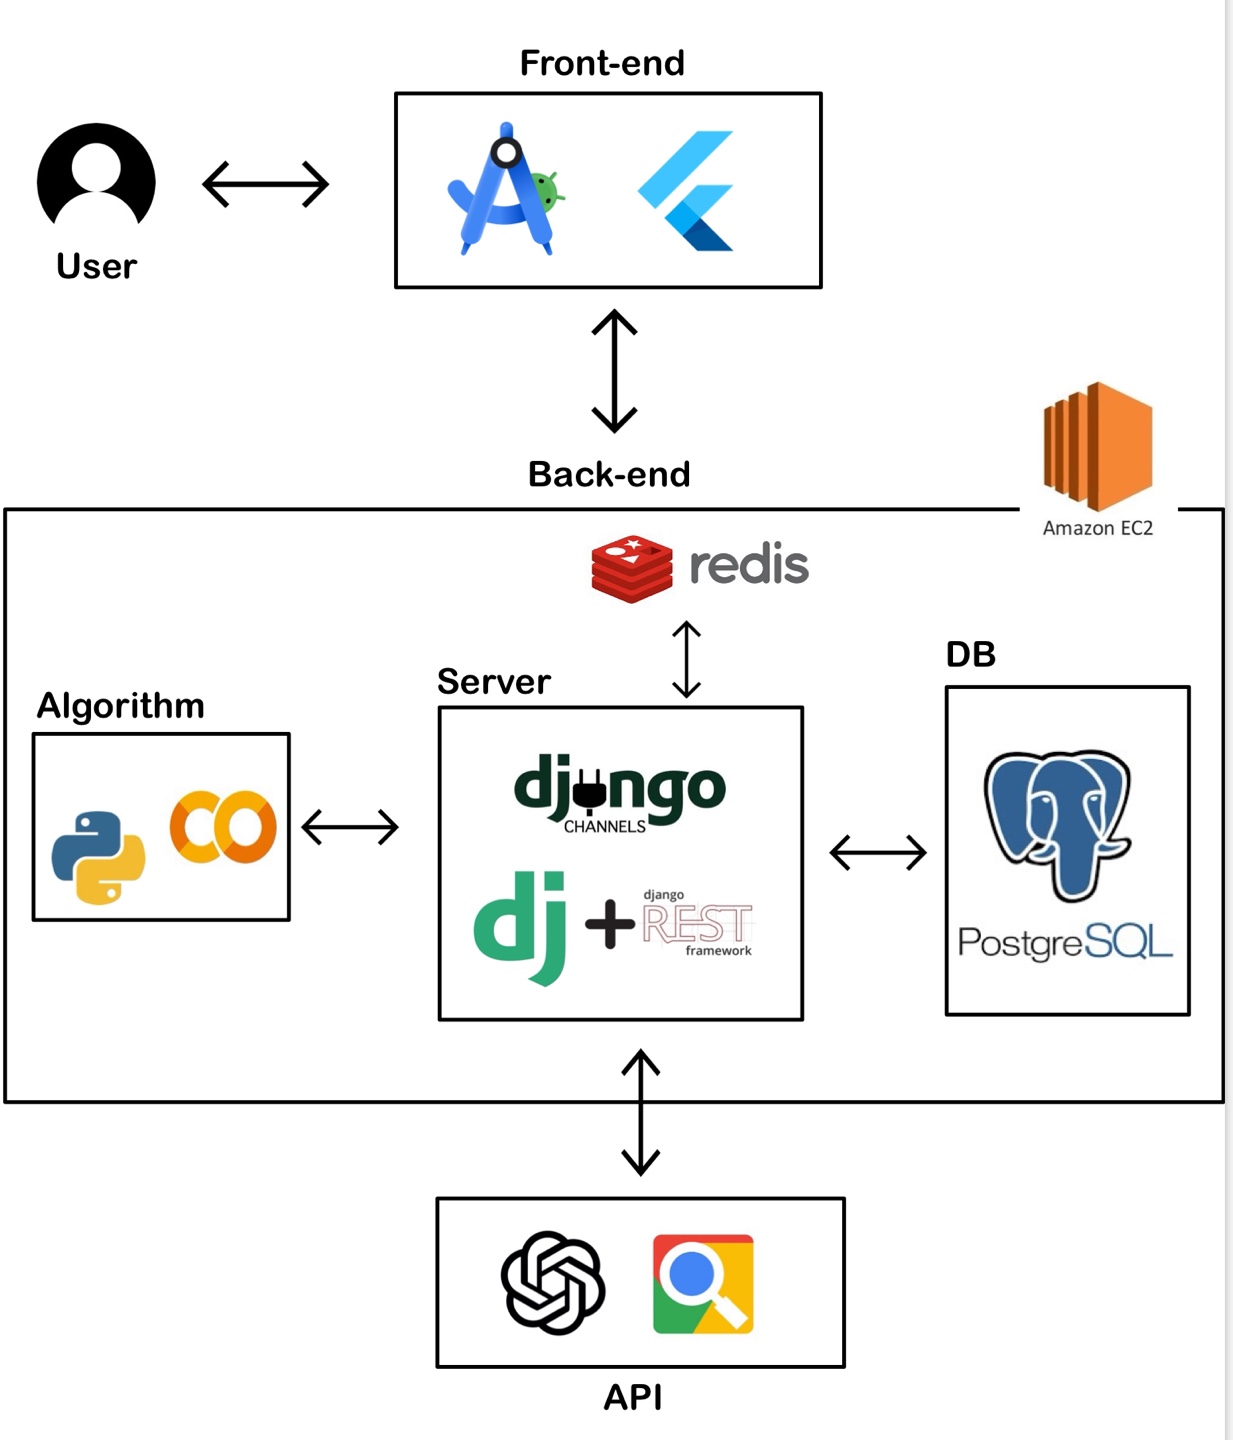 Front-end
User
Back-end
Amazon EC2
redis
DB
Server
Algorithm
django
CHANNELS
dj
django
REST
framework
PostgreSQL
API